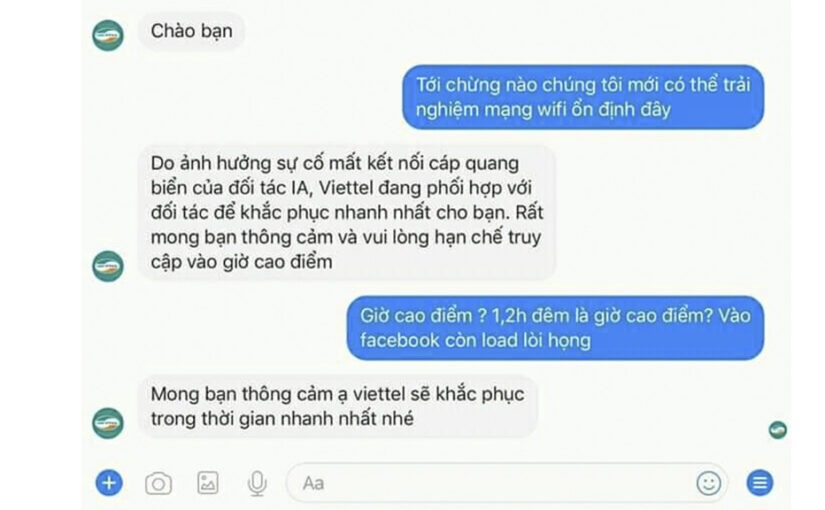 Chào bạn
Tới chừng nào chúng tôi mới có thể trải
nghiệm mạng wifi ổn định đây
Do ảnh hưởng sự cố mất kết nối cáp quang
biển của đối tác IA, Viettel đang phối hợp với
đối tác để khắc phục nhanh nhất cho bạn. Rất
mong bạn thông cảm và vui lòng hạn chế truy
cập vào giờ cao điểm
Giờ cao điểm ? 1,2h đêm là giờ cao điểm? Vào
facebook còn load lòi họng
Mong bạn thông cảm ạ viettel sẽ khắc phục
trong thời gian nhanh nhất nhé
Aa